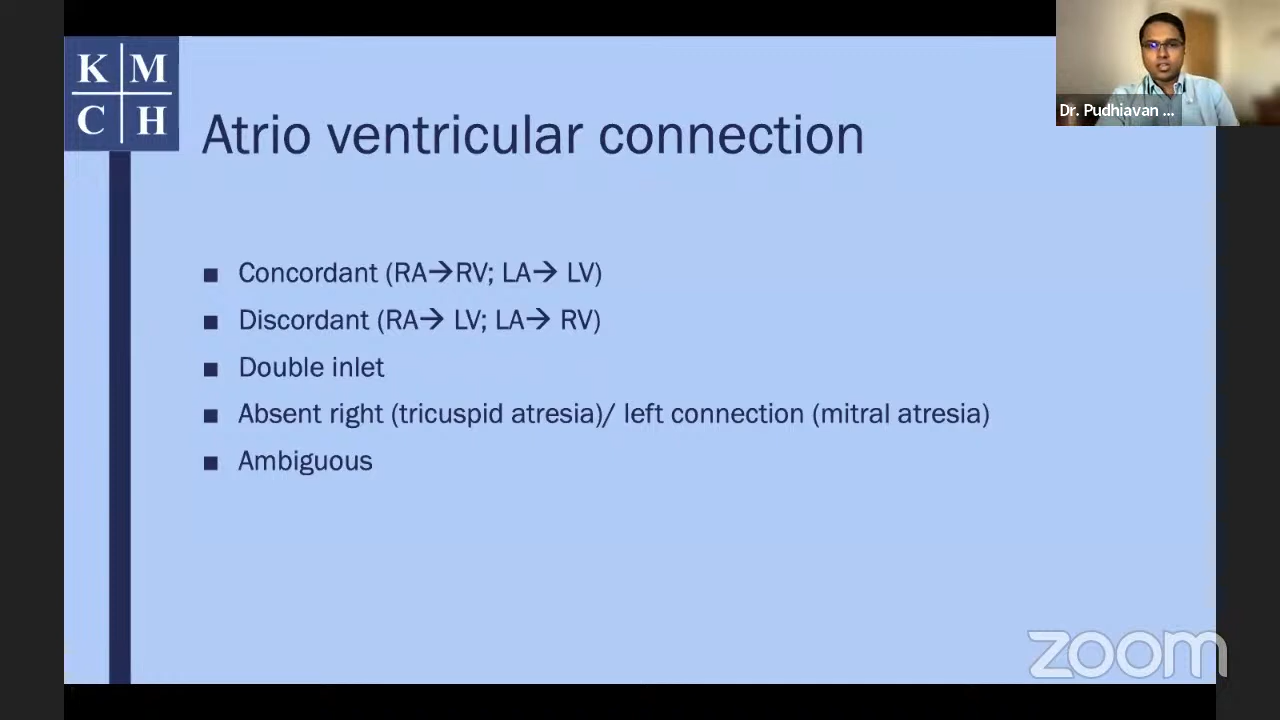 K M
C H
Atrio ventricular connection
Dr. Pudhiavan ...
■ Concordant (RA→RV; LA→ LV)
■ Discordant (RA→ LV; LA→ RV)
■ Double inlet
■ Absent right (tricuspid atresia)/ left connection (mitral atresia)
■ Ambiguous
zoom